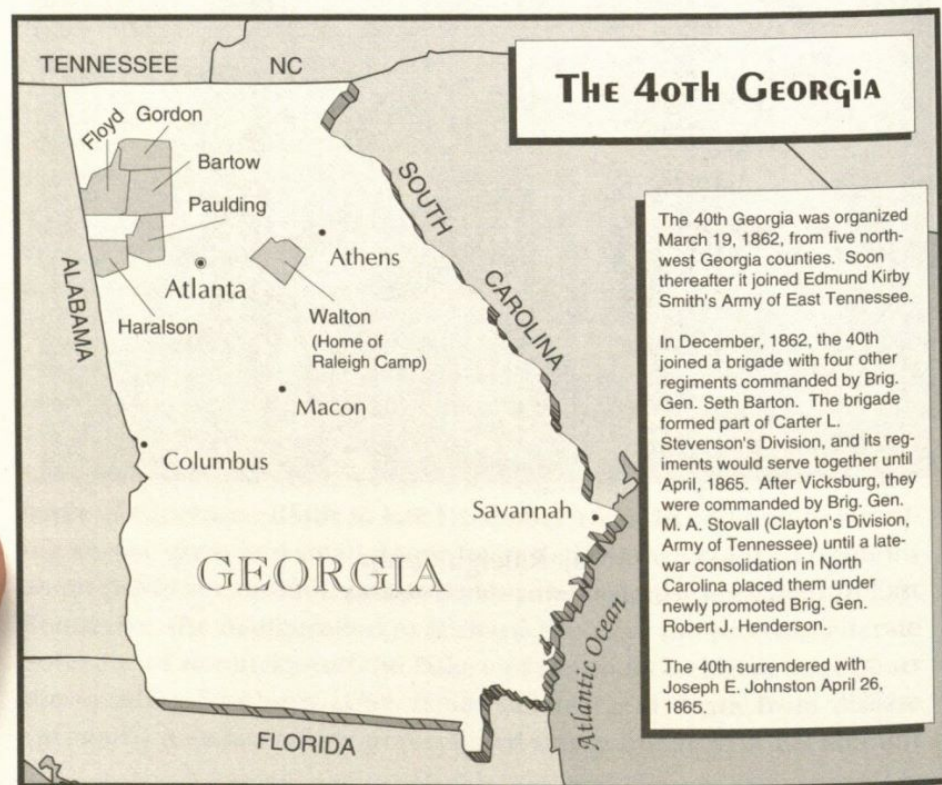 The 40th Georgia
TENNESSEE
NC
Floyd
Gordon
Bartow
Paulding
SOUTH
CAROLINA
ALABAMA
Athens
Atlanta
Haralson
Walton
(Home of
Raleigh Camp)
Macon
Columbus
Savannah
GEORGIA
Atlantic Ocean
FLORIDA
The 40th Georgia was organized
March 19, 1862, from five north-
west Georgia counties. Soon
thereafter it joined Edmund Kirby
Smith's Army of East Tennessee.
In December, 1862, the 40th
joined a brigade with four other
regiments commanded by Brig.
Gen. Seth Barton. The brigade
formed part of Carter L.
Stevenson's Division, and its reg-
iments would serve together until
April, 1865. After Vicksburg, they
were commanded by Brig. Gen.
M. A. Stovall (Clayton's Division,
Army of Tennessee) until a late-
war consolidation in North
Carolina placed them under
newly promoted Brig. Gen.
Robert J. Henderson.
The 40th surrendered with
Joseph E. Johnston April 26,
1865.